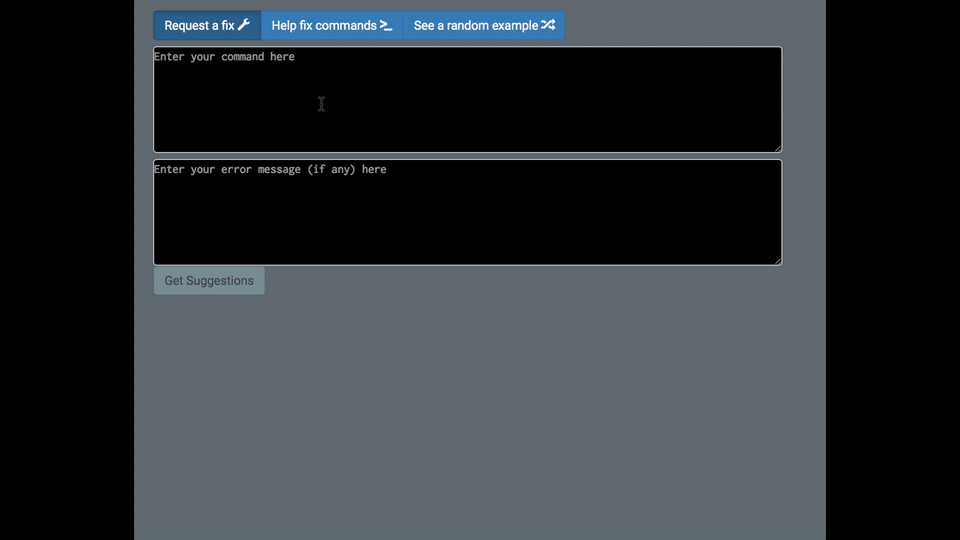 Request a fix
Help fix commands
See a random example
Enter your command here
Enter your error message (if any) here
Get Suggestions